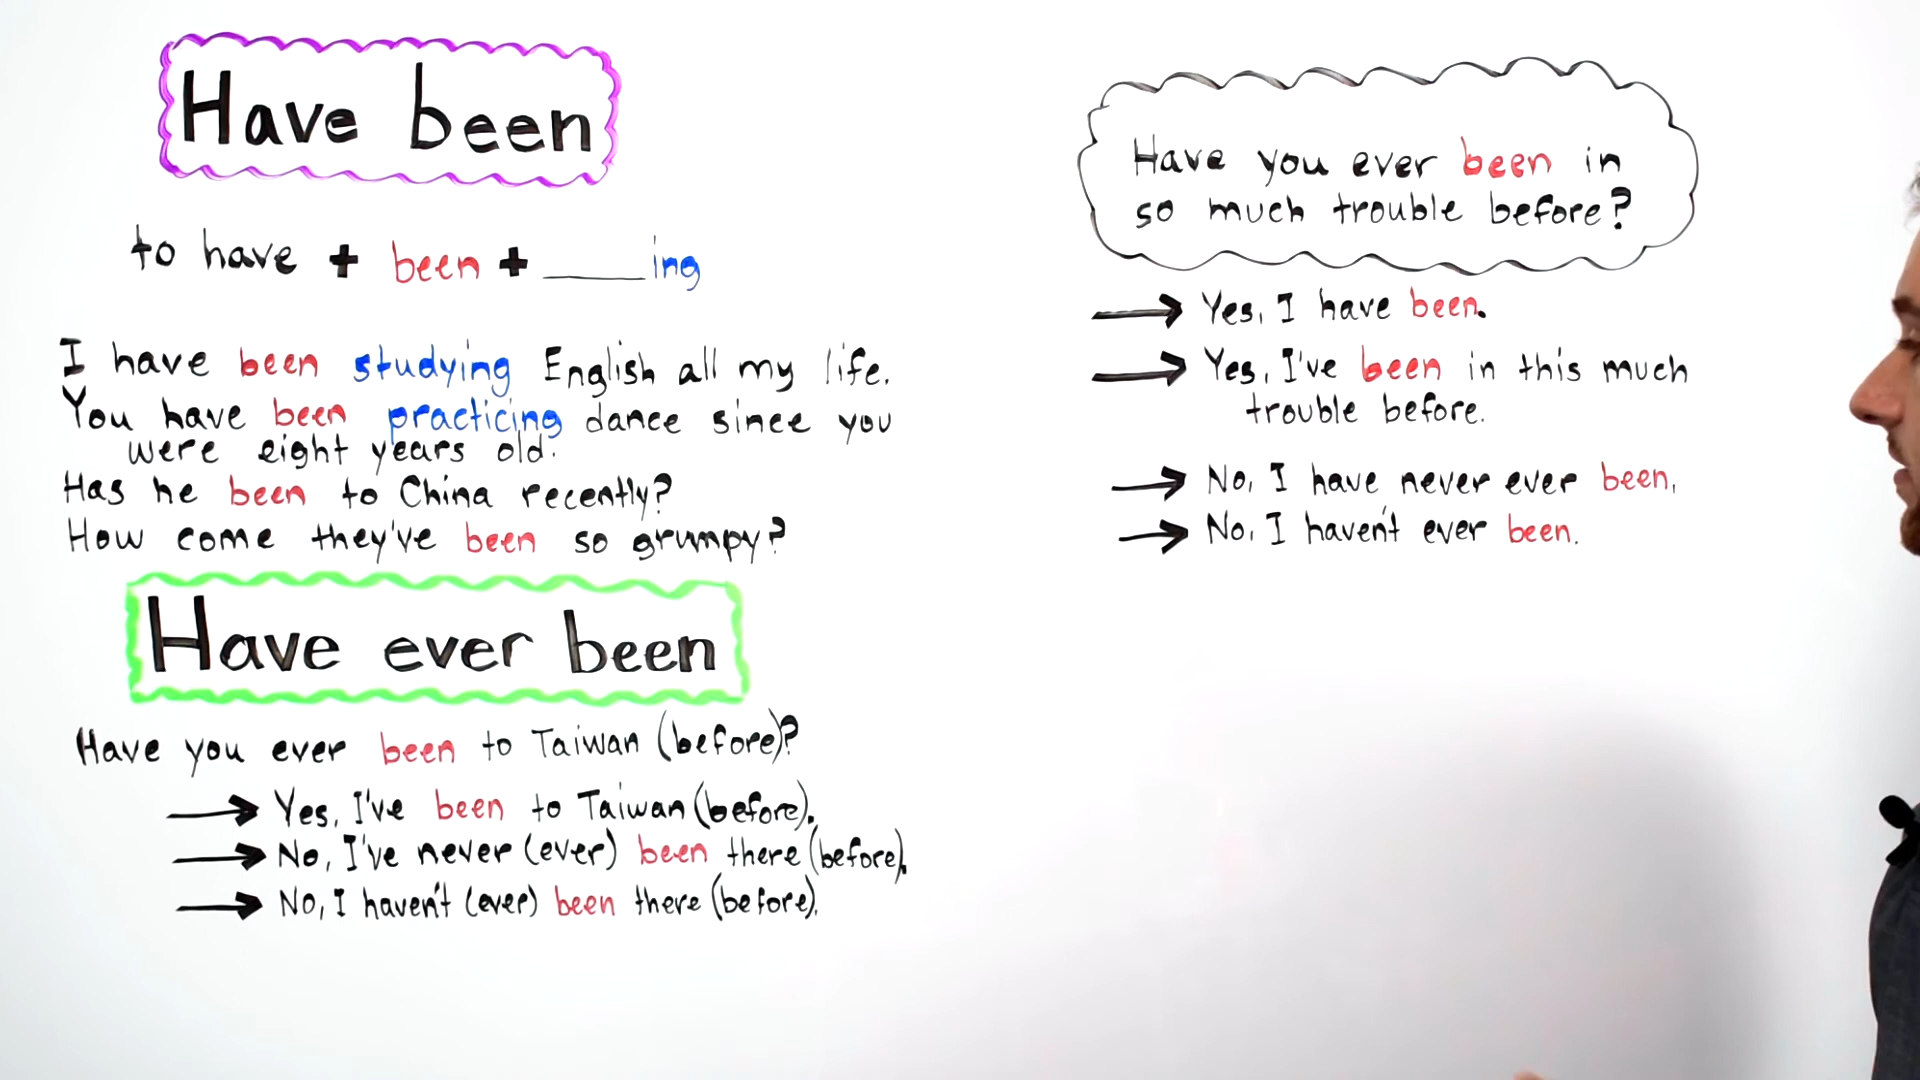 Have been
to have + been + ____ing
I have been studying English all my life.
You have been practicing dance since you
were eight years old.
Has he been to China recently?
How come they've been so grumpy?
Have ever been
Have you ever been to Taiwan (before)?
→ Yes, I've been to Taiwan (before).
→ No, I've never (ever) been there (before).
→ No, I haven't (ever) been there (before).
Have you ever been in
so much trouble before?
→ Yes, I have been.
→ Yes, I've been in this much
trouble before.
→ No, I have never ever been.
→ No, I haven't ever been.